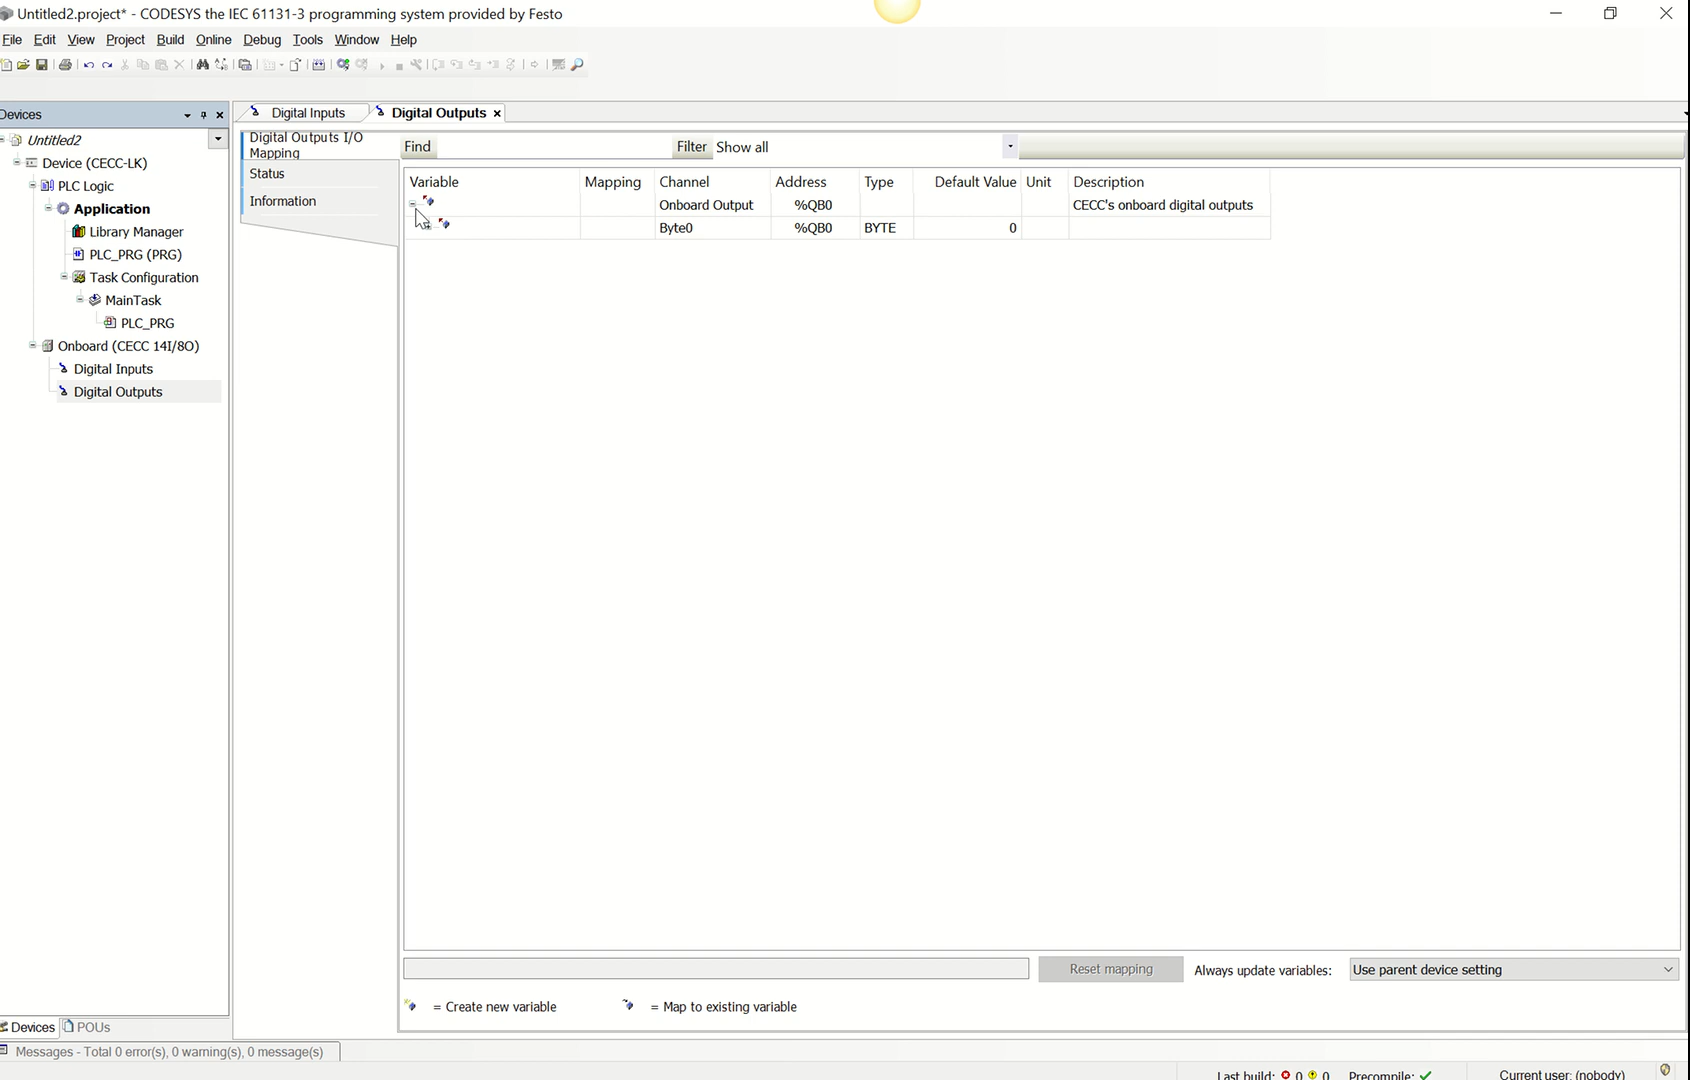 Untitled2.project* - CODESYS the IEC 61131-3 programming system provided by Festo
File Edit View Project Build Online Debug Tools Window Help
Devices
Digital Inputs
Digital Outputs
Untitled2
Device (CECC-LK)
PLC Logic
Application
Library Manager
PLC_PRG (PRG)
Task Configuration
MainTask
PLC_PRG
Onboard (CECC 14I/8O)
Digital Inputs
Digital Outputs
Digital Outputs I/O
Mapping
Status
Information
Find Filter Show all
Variable Mapping Channel Address Type Default Value Unit Description
Onboard Output %QB0 CECC's onboard digital outputs
Byte0 %QB0 BYTE 0
Reset mapping Always update variables: Use parent device setting
= Create new variable = Map to existing variable
Devices POUs
Messages - Total 0 error(s), 0 warning(s), 0 message(s)
Last build: 0 0 Precompile: Current user: (nobody)